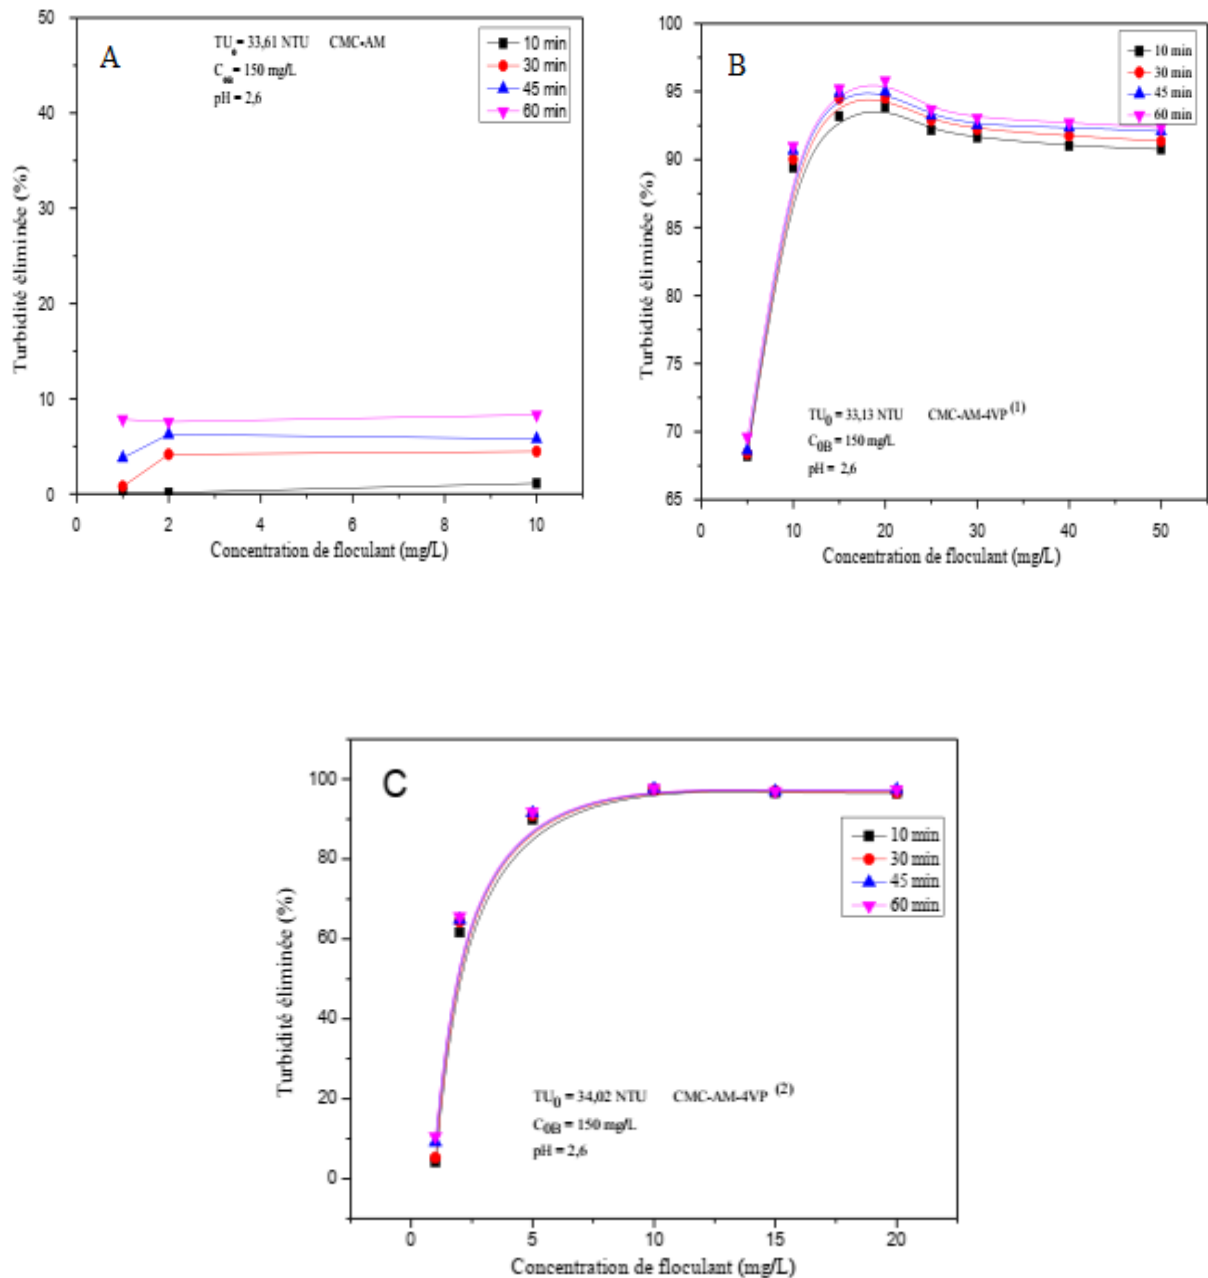 A
TU₀ = 33,61 NTU CMC-AM
C₀B = 150 mg/L
pH = 2,6
10 min
30 min
45 min
60 min
50
40
30
20
10
0
0 2 4 6 8 10
Turbidité éliminée (%)
Concentration de floculant (mg/L)
B
10 min
30 min
45 min
60 min
100
95
90
85
80
75
70
65
0 10 20 30 40 50
Turbidité éliminée (%)
TU₀ = 33,13 NTU CMC-AM-4VP (1)
C₀B = 150 mg/L
pH = 2,6
Concentration de floculant (mg/L)
C
10 min
30 min
45 min
60 min
100
80
60
40
20
0
0 5 10 15 20
Turbidité éliminée (%)
TU₀ = 34,02 NTU CMC-AM-4VP (2)
C₀B = 150 mg/L
pH = 2,6
Concentration de floculant (mg/L)